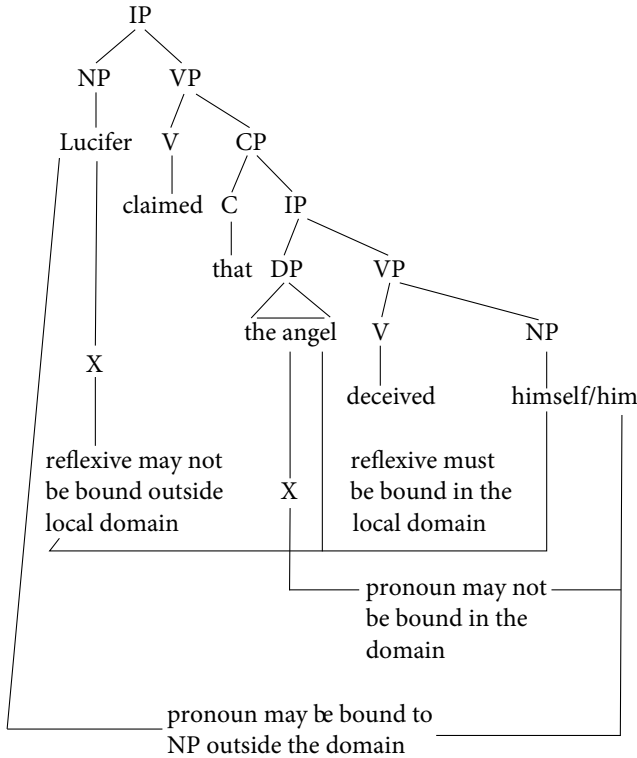 IP
NP VP
Lucifer V CP
claimed C IP
that DP VP
the angel V NP
X
deceived himself/him
reflexive may not
be bound outside
local domain
reflexive must
be bound in the
local domain
X
pronoun may not
be bound in the
domain
pronoun may be bound to
NP outside the domain